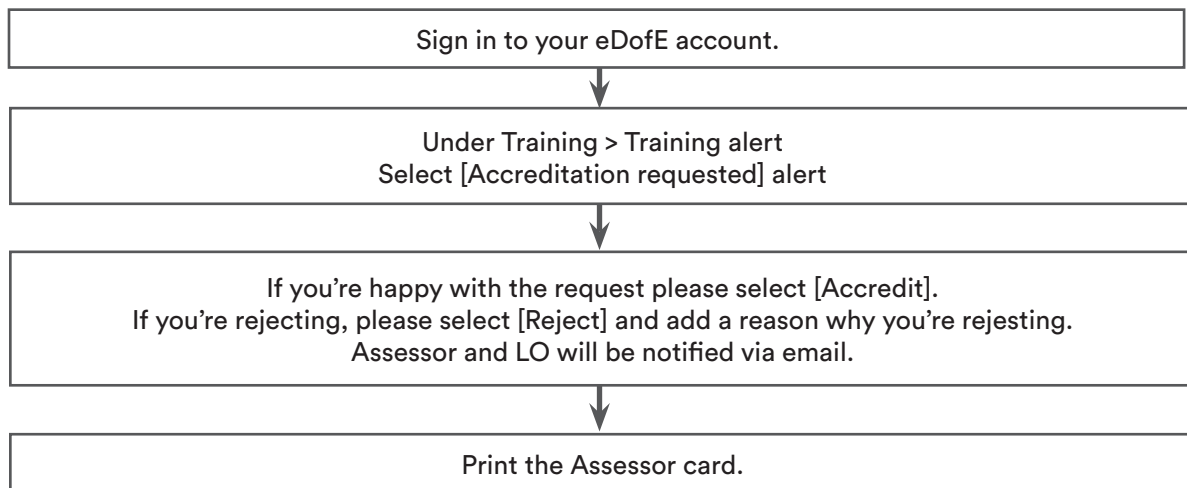 Sign in to your eDofE account.
Under Training > Training alert
Select [Accreditation requested] alert
If you’re happy with the request please select [Accredit].
If you’re rejecting, please select [Reject] and add a reason why you’re rejesting.
Assessor and LO will be notified via email.
Print the Assessor card.